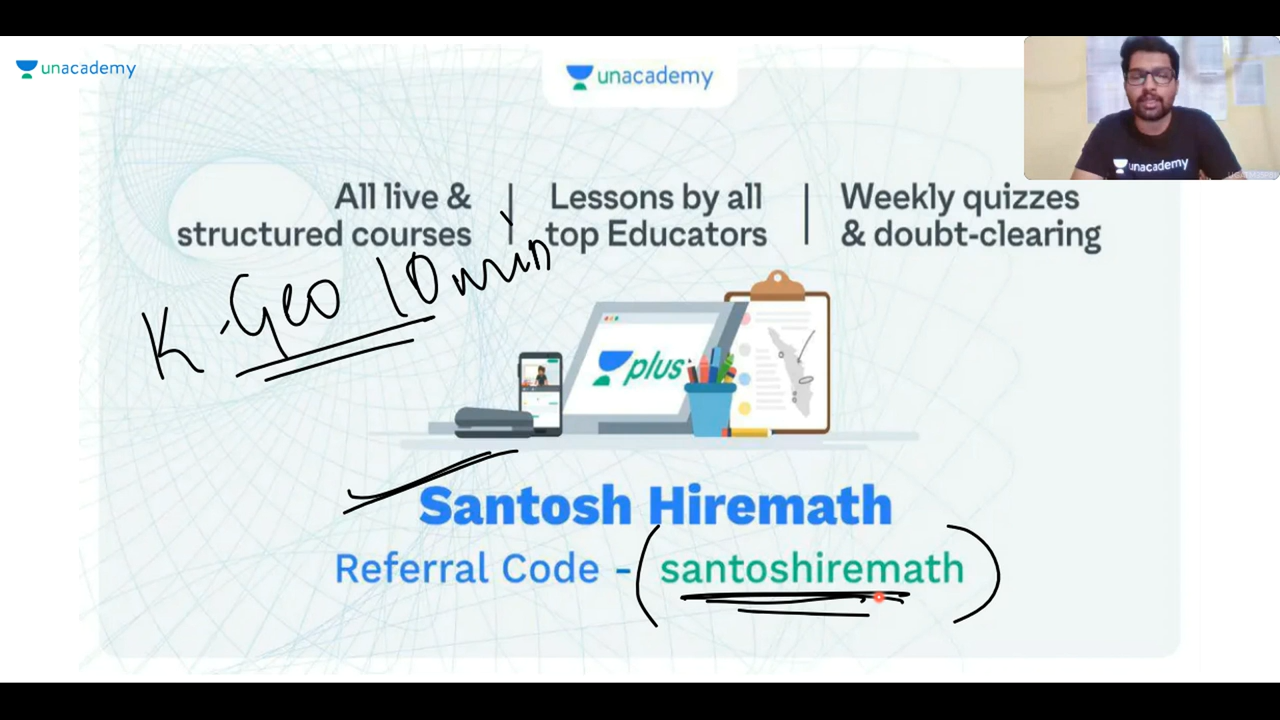 unacademy
unacademy
unacademy
All live & | Lessons by all | Weekly quizzes
structured courses | top Educators | & doubt-clearing
K. Geo 10 min
plus
Santosh Hiremath
Referral Code - (santoshiremath)